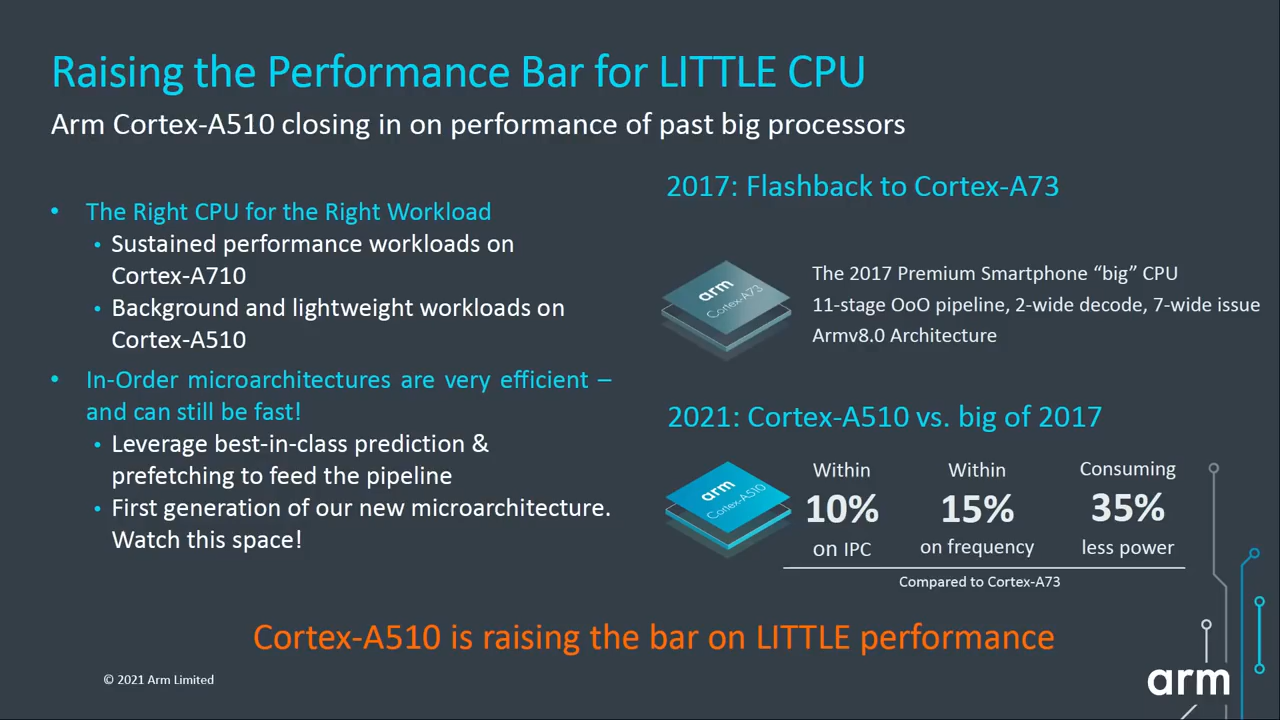 Raising the Performance Bar for LITTLE CPU
Arm Cortex-A510 closing in on performance of past big processors
• The Right CPU for the Right Workload
• Sustained performance workloads on
Cortex-A710
• Background and lightweight workloads on
Cortex-A510
• In-Order microarchitectures are very efficient –
and can still be fast!
• Leverage best-in-class prediction &
prefetching to feed the pipeline
• First generation of our new microarchitecture.
Watch this space!
2017: Flashback to Cortex-A73
arm
Cortex-A73
The 2017 Premium Smartphone “big” CPU
11-stage OoO pipeline, 2-wide decode, 7-wide issue
Armv8.0 Architecture
2021: Cortex-A510 vs. big of 2017
arm
Cortex-A510
Within
10%
on IPC
Within
15%
on frequency
Consuming
35%
less power
Compared to Cortex-A73
Cortex-A510 is raising the bar on LITTLE performance
© 2021 Arm Limited
arm